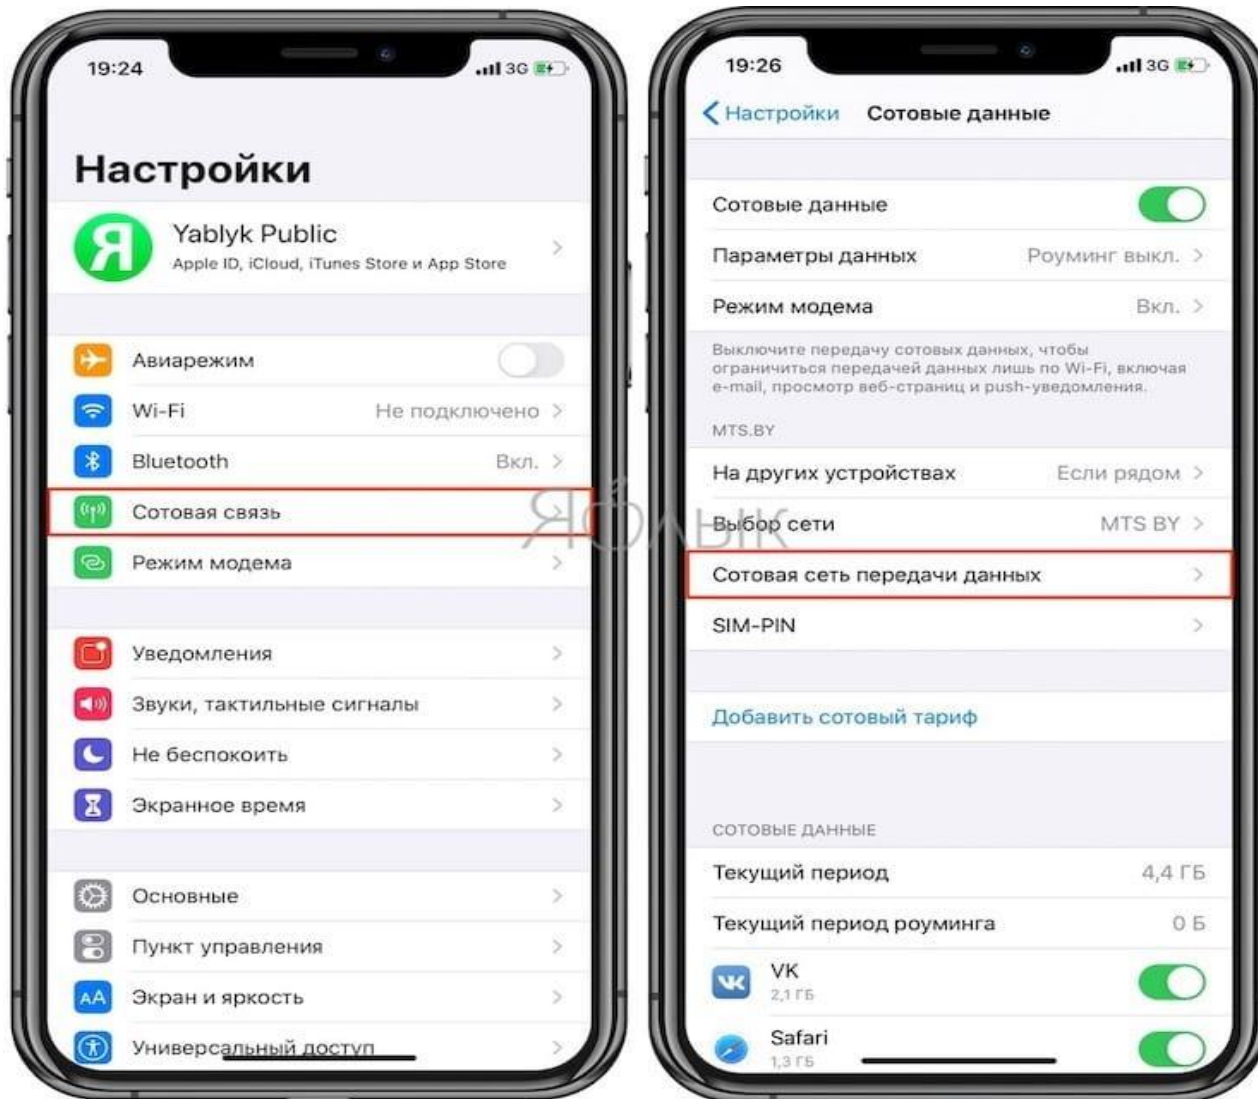 19:24
3G
Настройки
Я
Yablyk Public
Apple ID, iCloud, iTunes Store и App Store
Авиарежим
Wi-Fi
Не подключено
Bluetooth
Вкл.
Сотовая связь
Режим модема
Уведомления
Звуки, тактильные сигналы
Не беспокоить
Экранное время
Основные
Пункт управления
AA
Экран и яркость
Универсальный доступ
ЯБЛЫК
19:26
3G
Настройки
Сотовые данные
Сотовые данные
Параметры данных
Роуминг выкл.
Режим модема
Вкл.
Выключите передачу сотовых данных, чтобы
ограничиться передачей данных лишь по Wi-Fi, включая
e-mail, просмотр веб-страниц и push-уведомления.
MTS.BY
На других устройствах
Если рядом
Выбор сети
MTS BY
Сотовая сеть передачи данных
SIM-PIN
Добавить сотовый тариф
СОТОВЫЕ ДАННЫЕ
Текущий период
4,4 ГБ
Текущий период роуминга
0 Б
VK
2,1 ГБ
Safari
1,3 ГБ